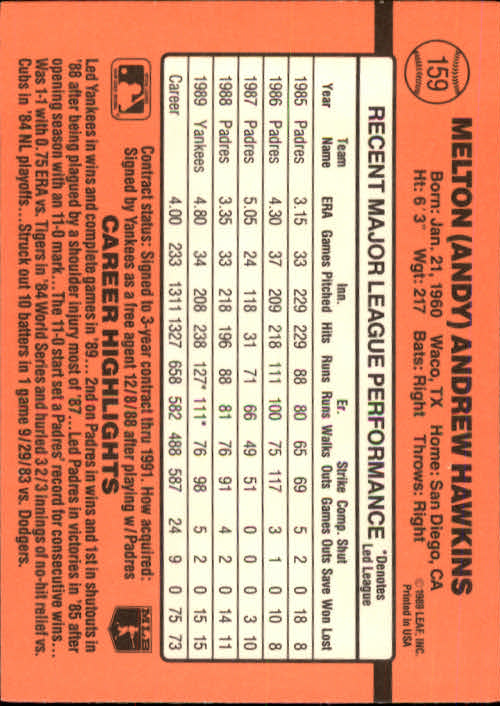 159
MELTON (ANDY) ANDREW HAWKINS
Born: Jan. 21, 1960 Waco, TX Home: San Diego, CA
Ht: 6' 3" Wgt: 217 Bats: Right Throws: Right
©1989 LEAF, INC.
Printed in USA
RECENT MAJOR LEAGUE PERFORMANCE
*Denotes
Led League
Team Inn. Er. Strike Comp. Shut
Year Name ERA Games Pitched Hits Runs Runs Walks Outs Games Outs Save Won Lost
1985 Padres 3.15 33 229 229 88 80 65 69 5 2 0 18 8
1986 Padres 4.30 37 209 218 111 100 75 117 3 1 0 10 8
1987 Padres 5.05 24 118 131 71 66 49 51 0 0 0 3 10
1988 Padres 3.35 33 218 196 88 81 76 91 4 2 0 14 11
1989 Yankees 4.80 34 208 238 127* 111* 76 98 5 2 0 15 15
Career 4.00 233 1311 1327 658 582 488 587 24 9 0 75 73
Contract status: Signed to 3-year contract thru 1991. How acquired:
Signed by Yankees as a free agent 12/8/88 after playing w/Padres
MLB
CAREER HIGHLIGHTS
Led Yankees in wins and complete games in '89... 2nd on Padres in wins and 1st in shutouts in
'88 after being plagued by a shoulder injury most of '87...Led Padres in victories in '85 after
opening season with an 11-0 mark... The 11-0 start set a Padres' record for consecutive wins...
Was 1-1 with 0.75 ERA vs. Tigers in '84 World Series and hurled 3 2/3 innings of no-hit relief vs.
Cubs in '84 NL playoffs...Struck out 10 batters in 1 game 9/29/83 vs. Dodgers.